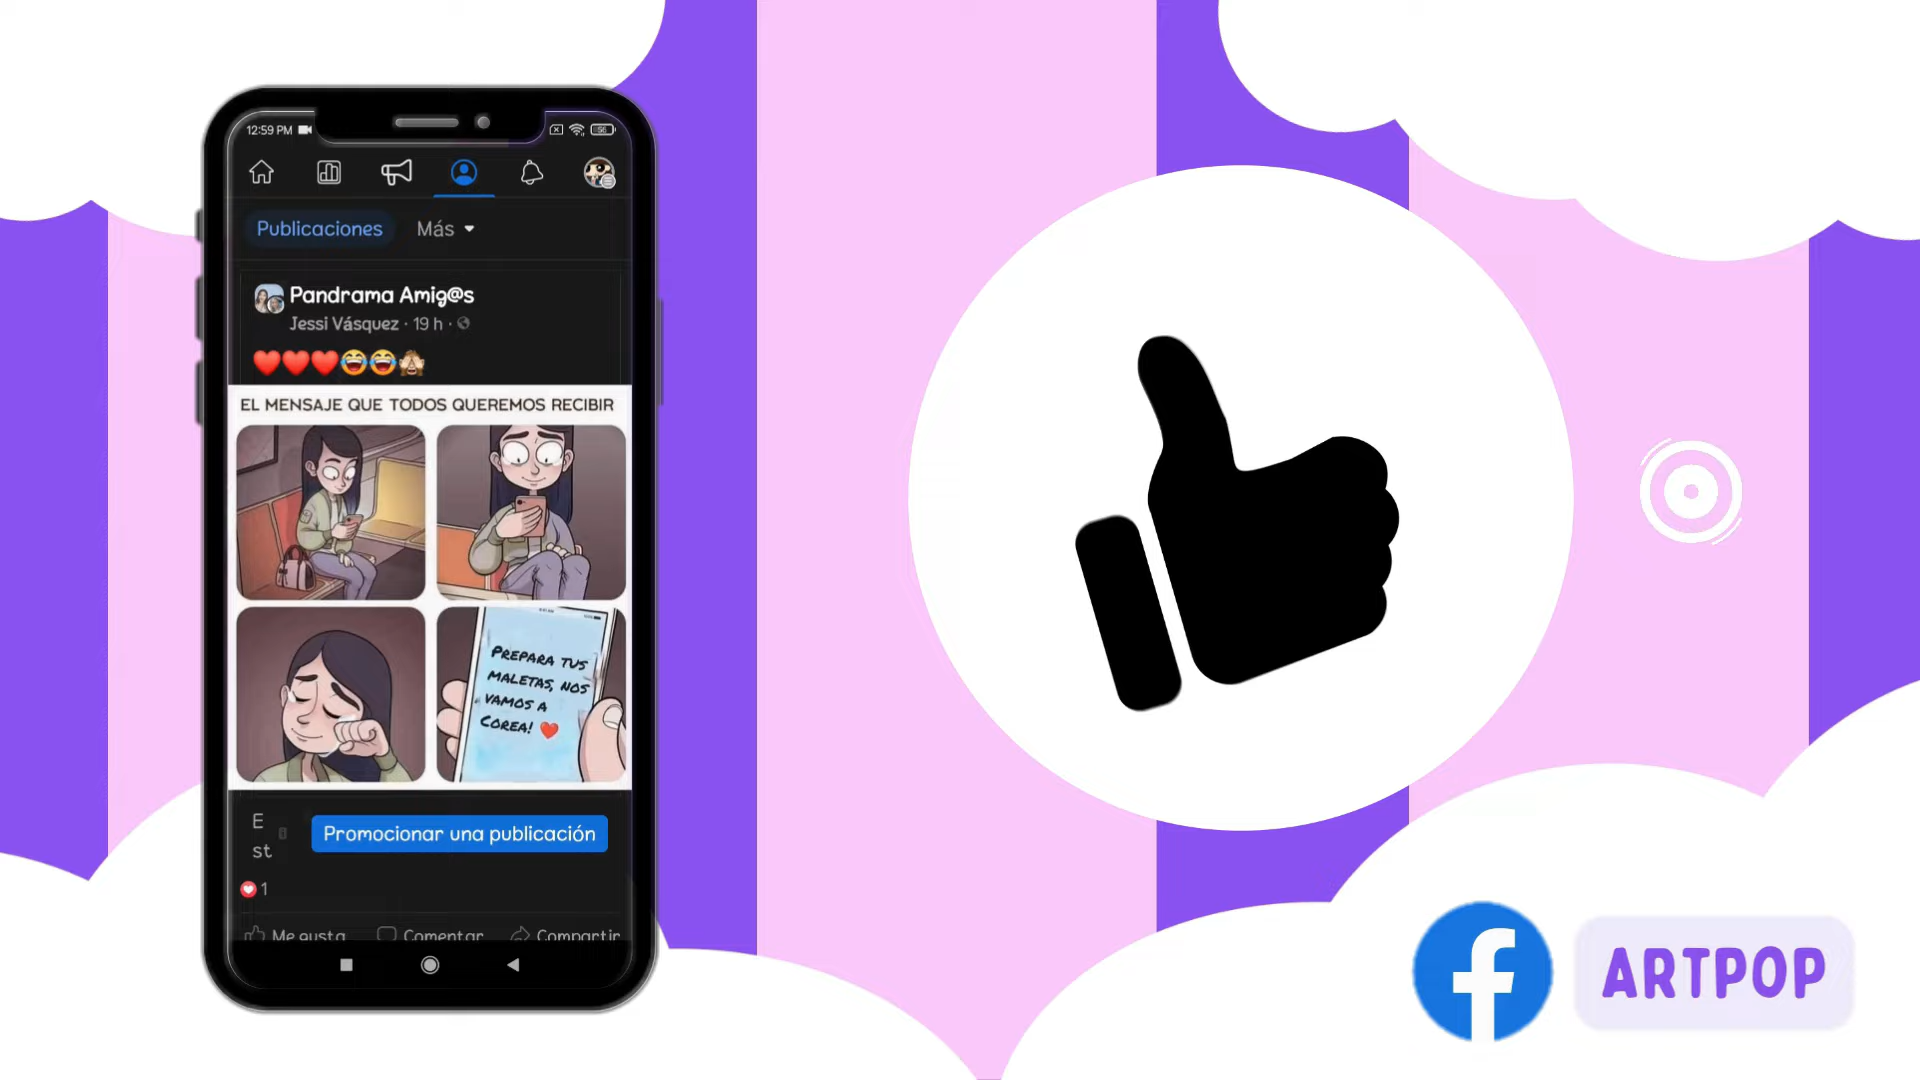 12:59 PM
56
Publicaciones
Más
Pandrama Amig@s
Jessi Vásquez · 19 h ·
EL MENSAJE QUE TODOS QUEREMOS RECIBIR
PREPARA TUS
MALETAS, NOS
VAMOS A
COREA!
E
st
Promocionar una publicación
1
Me gusta
Comentar
Compartir
f
ARTPOP